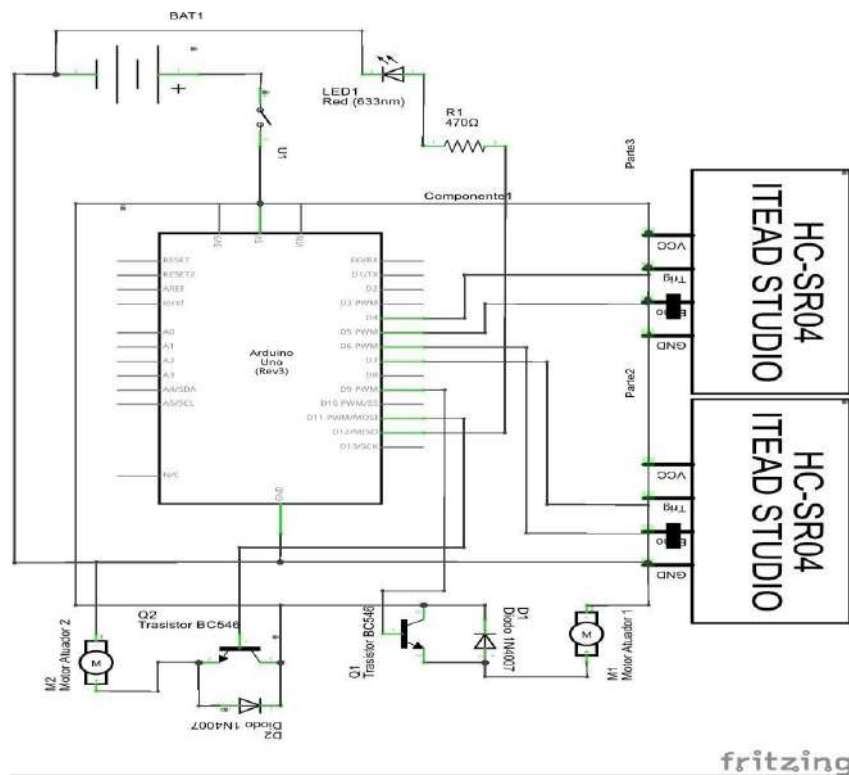 BAT1
+
LED1
Red (633nm)
R1
470Ω
U1
Componente1
Parte3
HC-SR04
ITEAD STUDIO
VCC
Trig
GND
Parte2
HC-SR04
ITEAD STUDIO
VCC
Trig
GND
3V3
5V
VIN
RESET
RESET2
AREF
ioref
A0
A1
A2
A3
A4/SDA
A5/SCL
N/C
Arduino
Uno
(Rev3)
D0/RX
D1/TX
D2
D3 PWM
D4
D5 PWM
D6 PWM
D7
D8
D9 PWM
D10 PWM/SS
D11 PWM/MOSI
D12/MISO
D13/SCK
GND
Q2
Trasistor BC546
M2
Motor Atuador 2
M
D2
Diodo 1N4007
Q1
Trasistor BC546
D1
Diodo 1N4007
M
M1
Motor Atuador 1
fritzing